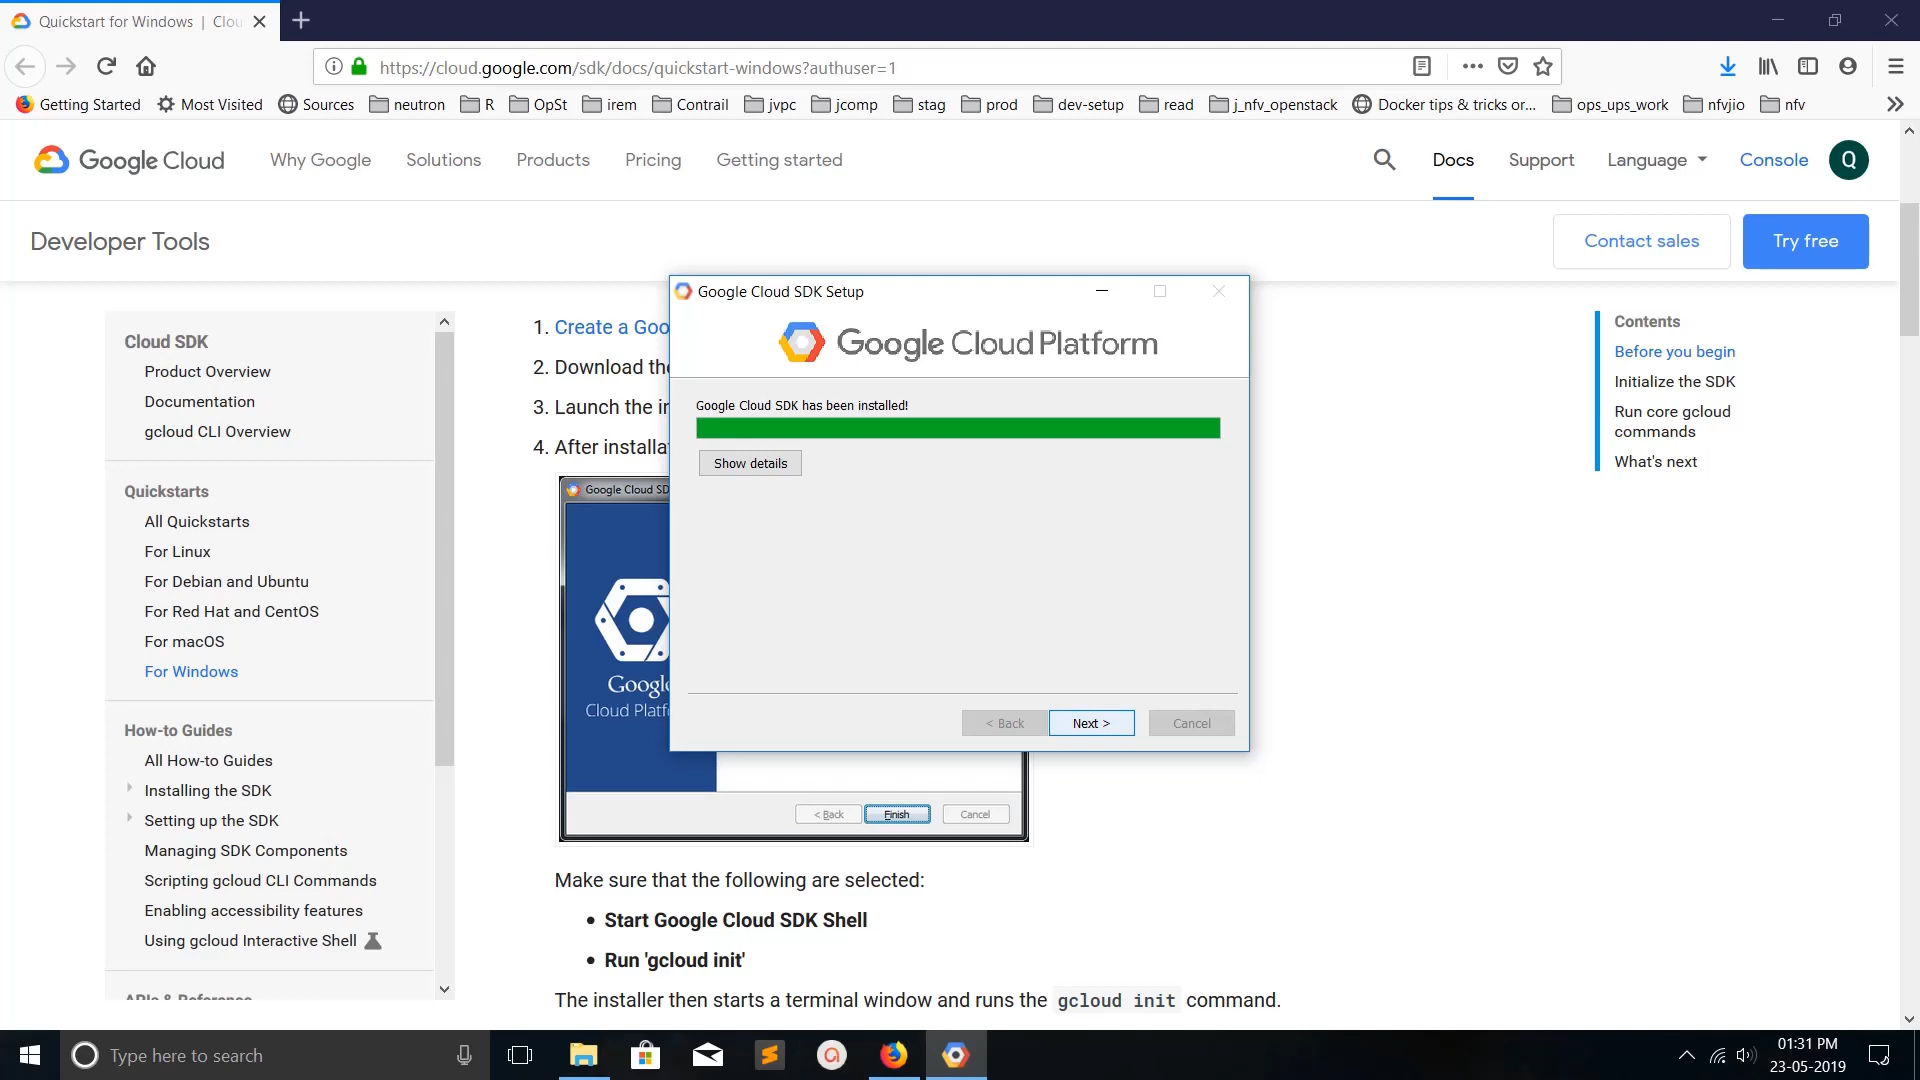 Quickstart for Windows | Clou
https://cloud.google.com/sdk/docs/quickstart-windows?authuser=1
Getting Started
Most Visited
Sources
neutron
R
OpSt
irem
Contrail
jvpc
jcomp
stag
prod
dev-setup
read
j_nfv_openstack
Docker tips & tricks or...
ops_ups_work
nfvjio
nfv
Google Cloud
Why Google
Solutions
Products
Pricing
Getting started
Docs
Support
Language
Console
Q
Developer Tools
Contact sales
Try free
Cloud SDK
Product Overview
Documentation
gcloud CLI Overview
Quickstarts
All Quickstarts
For Linux
For Debian and Ubuntu
For Red Hat and CentOS
For macOS
For Windows
How-to Guides
All How-to Guides
Installing the SDK
Setting up the SDK
Managing SDK Components
Scripting gcloud CLI Commands
Enabling accessibility features
Using gcloud Interactive Shell
APIs & Reference
1. Create a Goo
2. Download the
3. Launch the in
4. After installa
Google Cloud SD
Google
Cloud Platf
< Back
Finish
Cancel
Google Cloud SDK Setup
Google Cloud Platform
Google Cloud SDK has been installed!
Show details
< Back
Next >
Cancel
Make sure that the following are selected:
• Start Google Cloud SDK Shell
• Run 'gcloud init'
The installer then starts a terminal window and runs the gcloud init command.
Contents
Before you begin
Initialize the SDK
Run core gcloud
commands
What's next
Type here to search
01:31 PM
23-05-2019